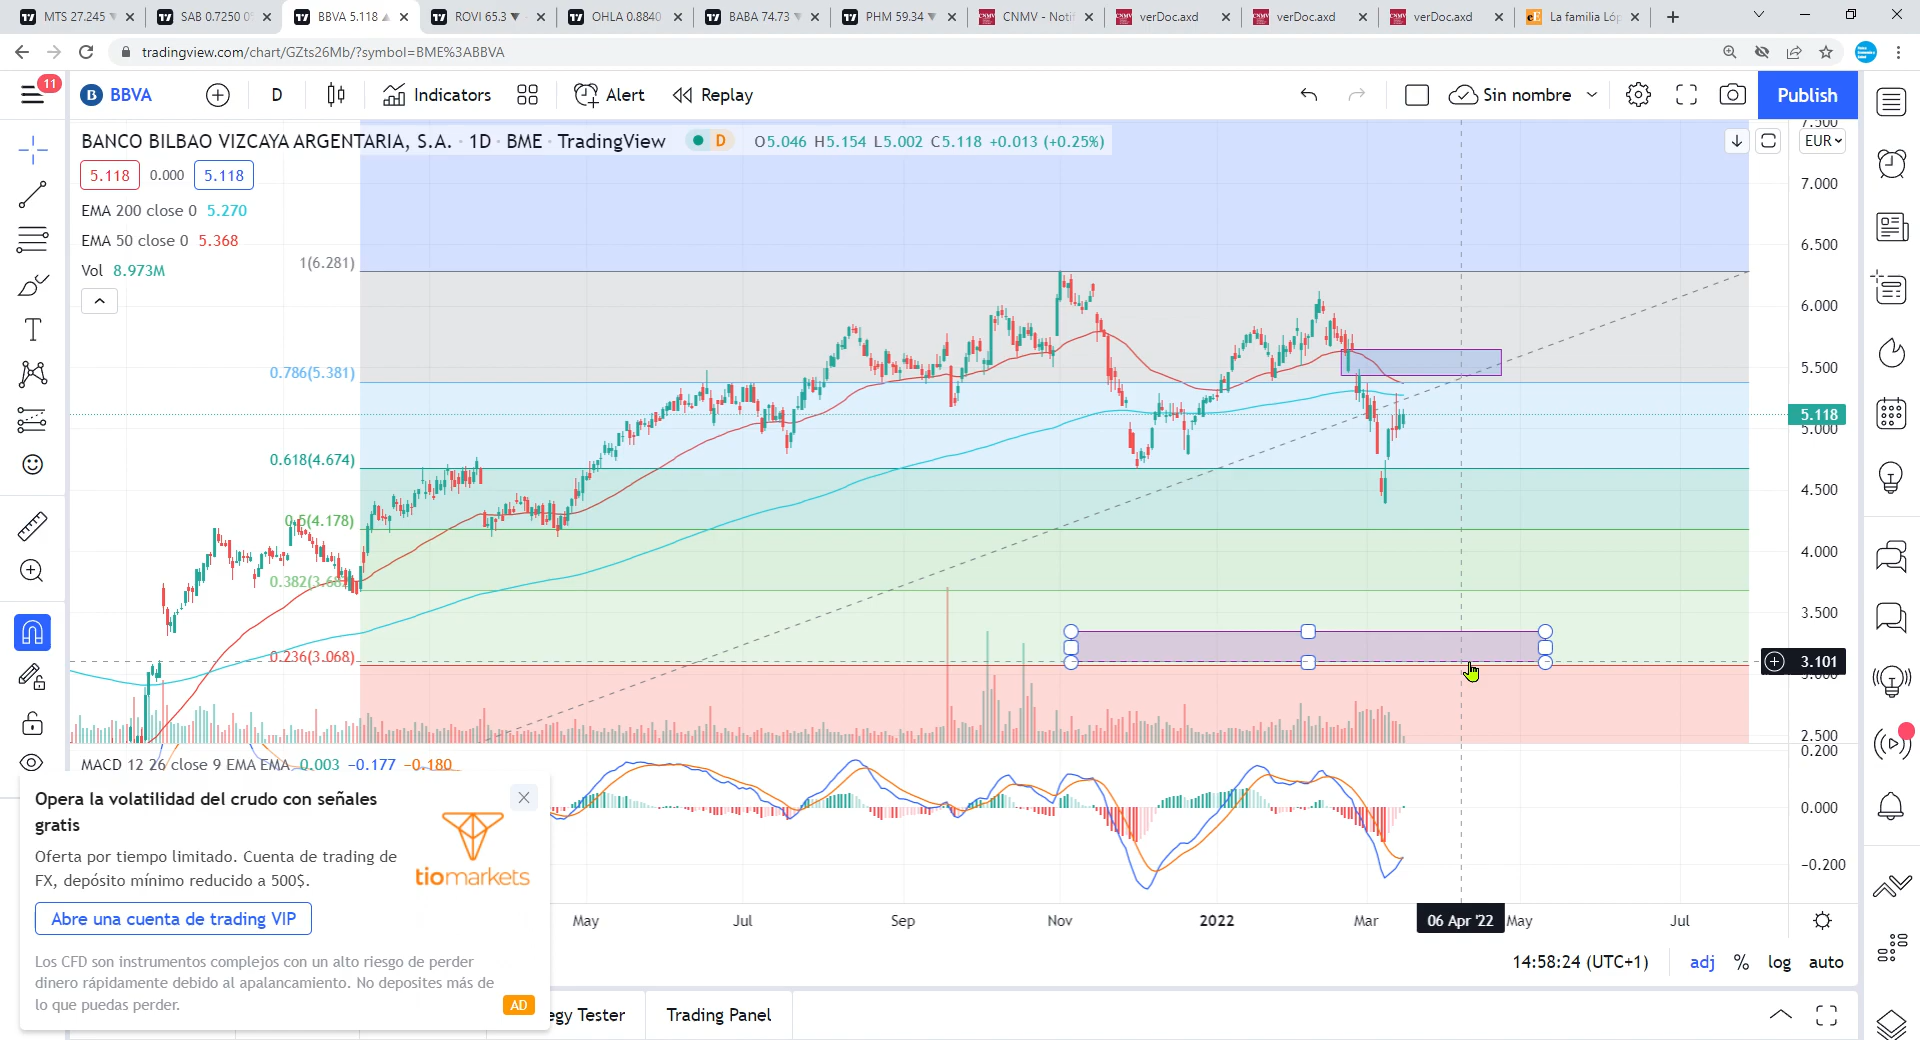 MTS 27.245
SAB 0.7250 0
BBVA 5.118 ▲
ROVI 65.3 ▼
OHLA 0.8840
BABA 74.73 ▼
PHM 59.34 ▼
CNMV - Noti
verDoc.axd
verDoc.axd
verDoc.axd
La familia Ló
tradingview.com/chart/GZts26Mb/?symbol=BME%3ABBVA
11
B BBVA
D
Indicators
Alert
Replay
Sin nombre
Publish
BANCO BILBAO VIZCAYA ARGENTARIA, S.A. · 1D · BME · TradingView
D
O5.046 H5.154 L5.002 C5.118 +0.013 (+0.25%)
EUR
5.118 0.000 5.118
EMA 200 close 0 5.270
EMA 50 close 0 5.368
Vol 8.973M
1(6.281)
0.786(5.381)
0.618(4.674)
0.5(4.178)
0.236(3.068)
7.500
7.000
6.500
6.000
5.500
5.118
5.000
4.500
4.000
3.500
3.101
3.000
2.500
0.200
0.000
−0.200
MACD 12 26 close 9 EMA EMA 0.003 −0.177 −0.180
Opera la volatilidad del crudo con señales
gratis
Oferta por tiempo limitado. Cuenta de trading de
FX, depósito mínimo reducido a 500$.
tiomarkets
Abre una cuenta de trading VIP
Los CFD son instrumentos complejos con un alto riesgo de perder
dinero rápidamente debido al apalancamiento. No deposites más de
lo que puedas perder.
AD
May
Jul
Sep
Nov
2022
Mar
06 Apr '22
May
Jul
14:58:24 (UTC+1)
adj
%
log
auto
egy Tester
Trading Panel